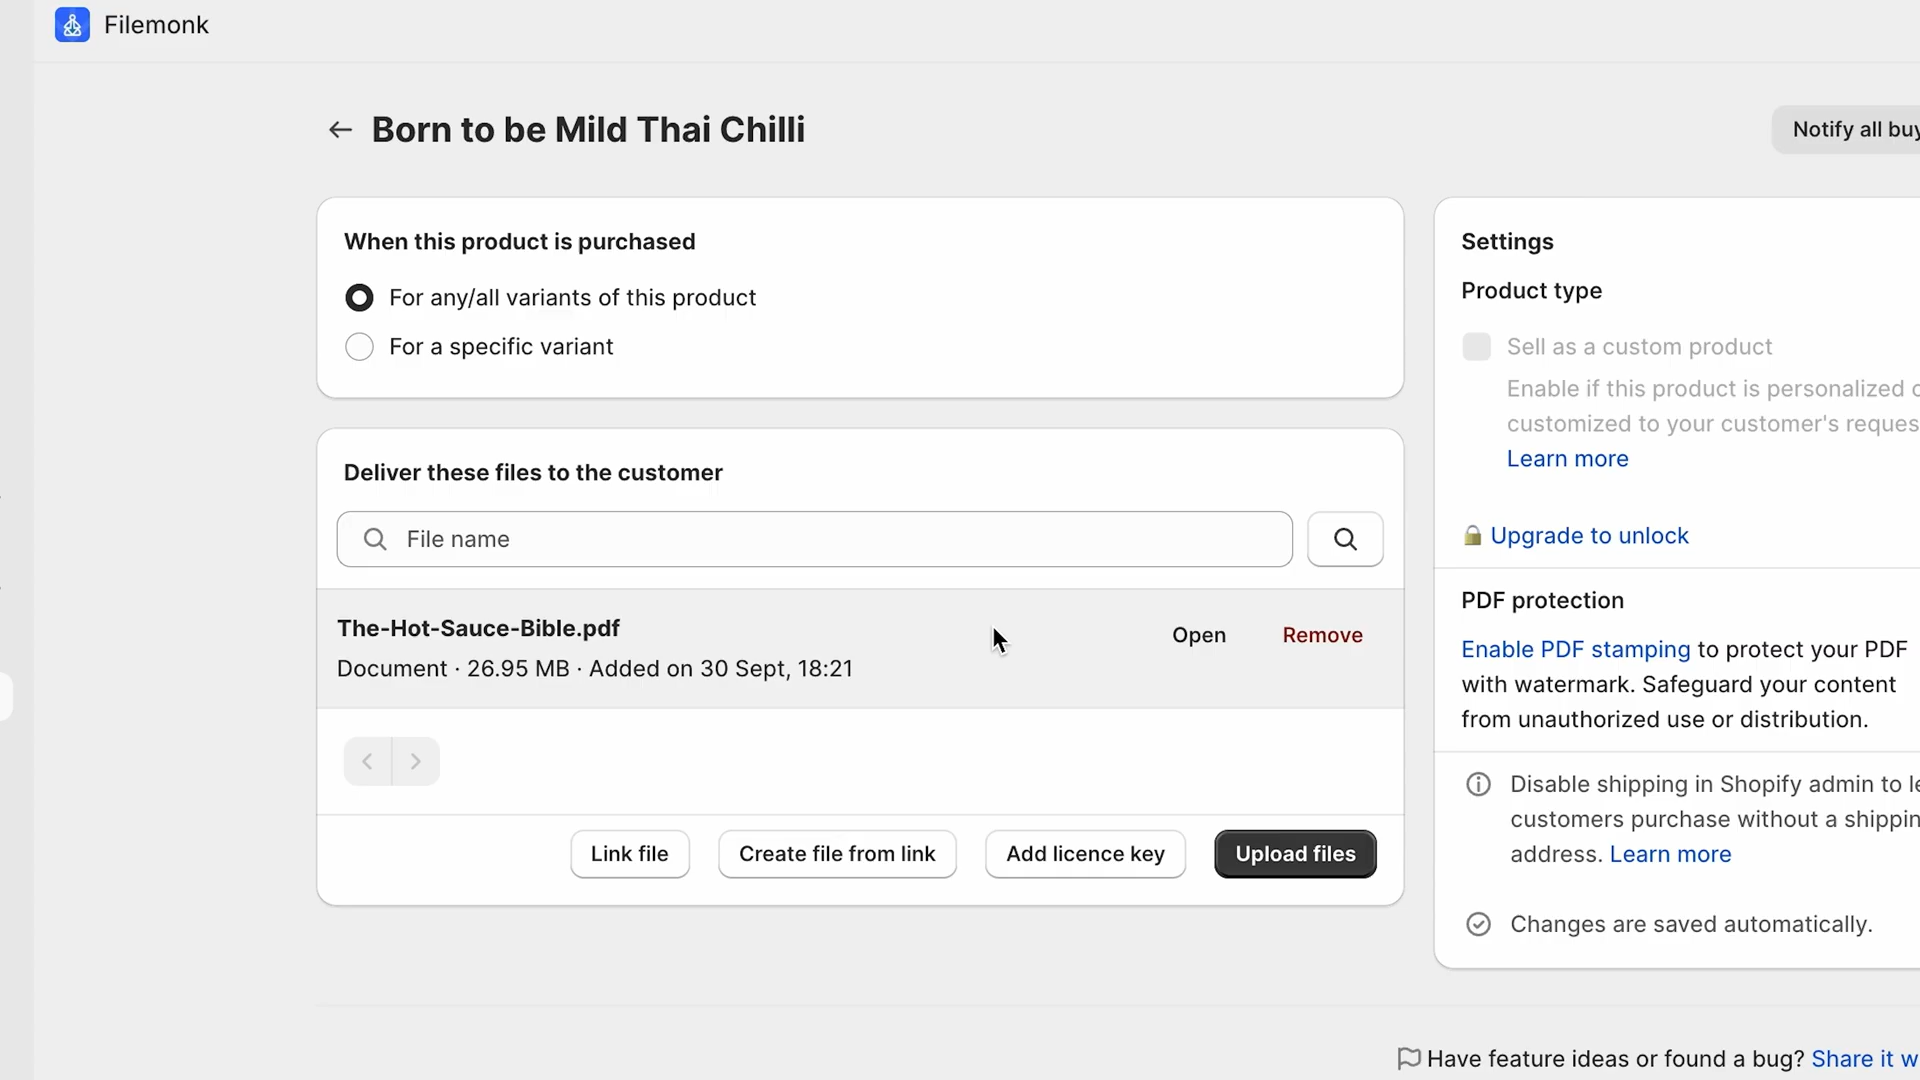 Filemonk
Born to be Mild Thai Chilli
Notify all buy
When this product is purchased
For any/all variants of this product
For a specific variant
Deliver these files to the customer
File name
The-Hot-Sauce-Bible.pdf
Document · 26.95 MB · Added on 30 Sept, 18:21
Open
Remove
Link file
Create file from link
Add licence key
Upload files
Settings
Product type
Sell as a custom product
Enable if this product is personalized o
customized to your customer's reques
Learn more
Upgrade to unlock
PDF protection
Enable PDF stamping to protect your PDF
with watermark. Safeguard your content
from unauthorized use or distribution.
Disable shipping in Shopify admin to le
customers purchase without a shippin
address. Learn more
Changes are saved automatically.
Have feature ideas or found a bug? Share it w